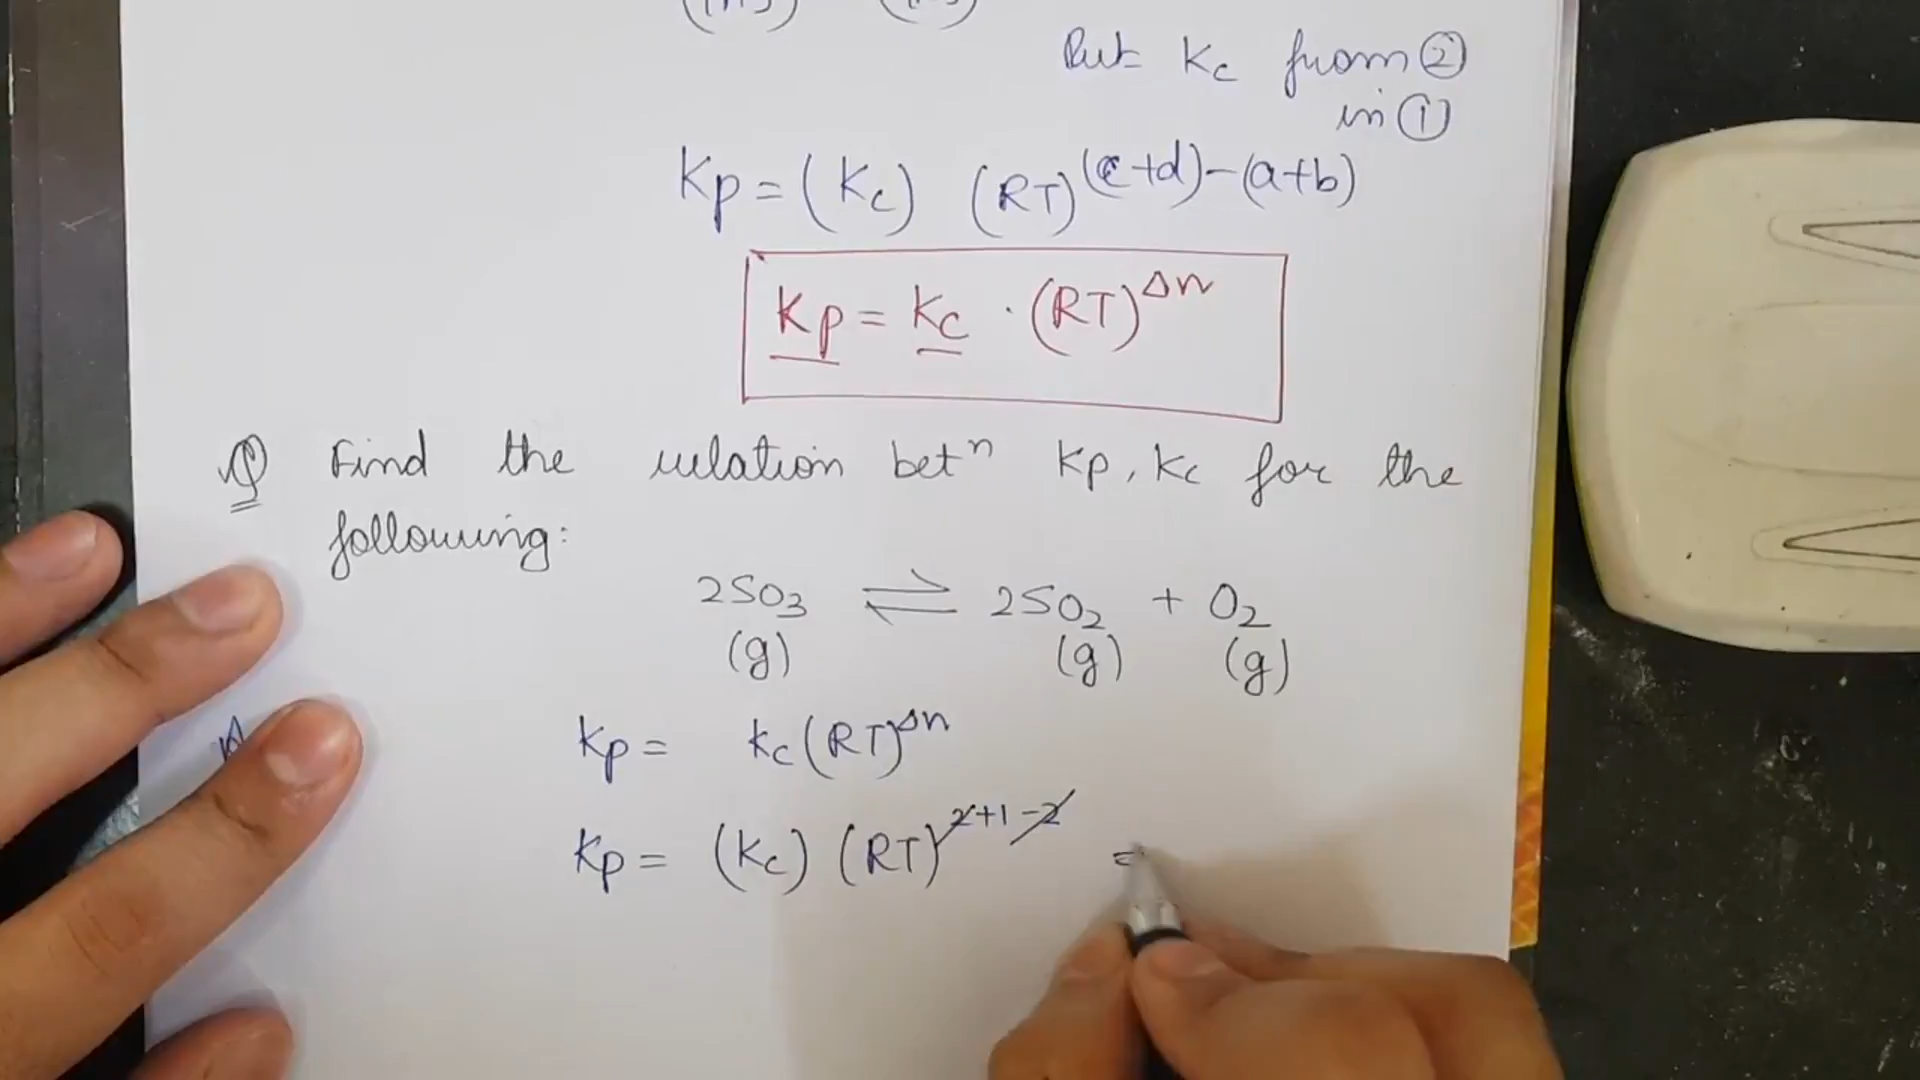 Put Kc from ②
in ①
Kp = (Kc) (RT)^(c+d)-(a+b)
Kp = Kc · (RT)^Δn
Q Find the relation betⁿ Kp, Kc for the
following:
2SO3 ⇌ 2SO2 + O2
(g) (g) (g)
Kp = Kc (RT)^Δn
Kp = (Kc) (RT)^2+1-2 =